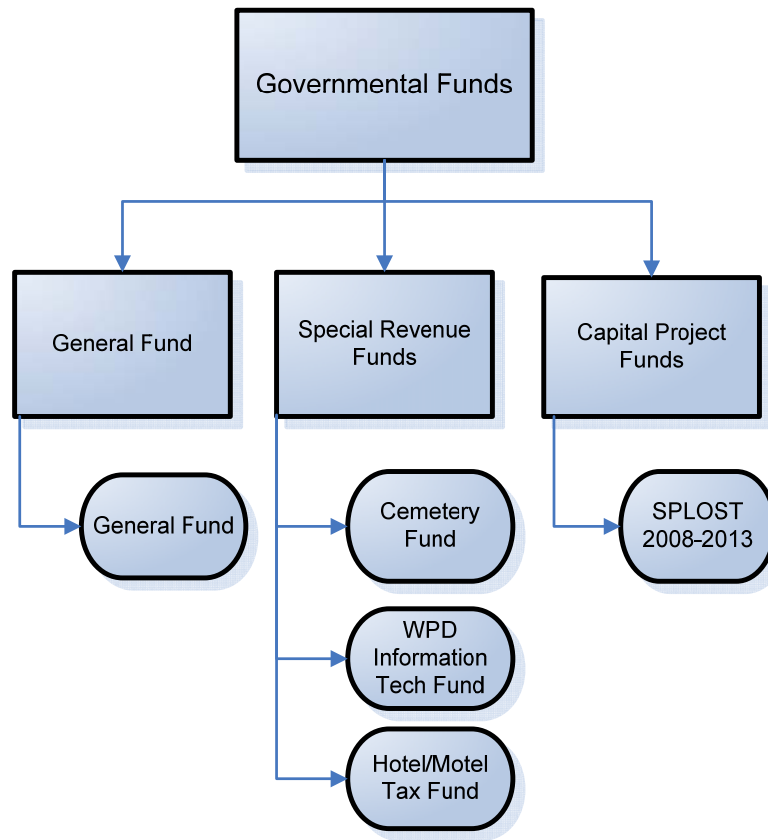 Governmental Funds
General Fund
Special Revenue
Funds
Capital Project
Funds
General Fund
Cemetery
Fund
SPLOST
2008-2013
WPD
Information
Tech Fund
Hotel/Motel
Tax Fund